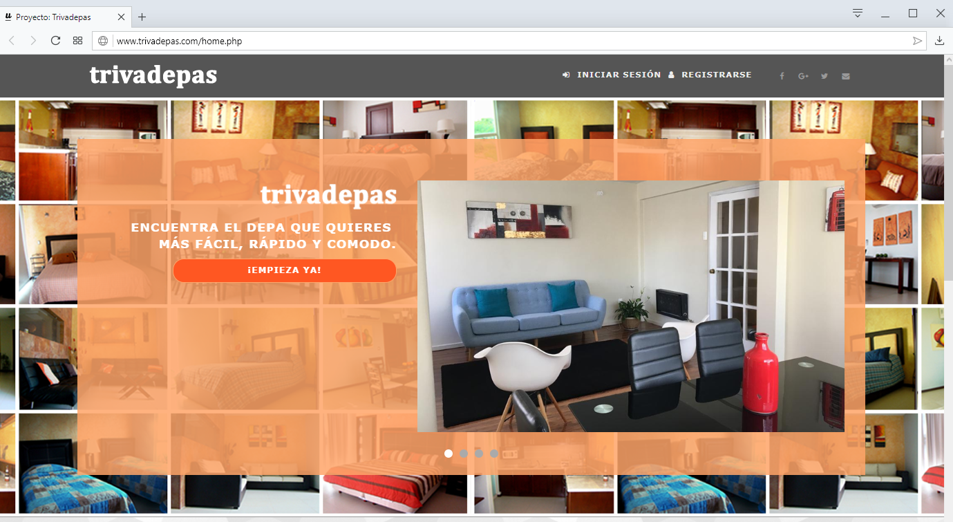 Proyecto: Trivadepas
www.trivadepas.com/home.php
trivadepas
INICIAR SESIÓN REGISTRARSE
trivadepas
ENCUENTRA EL DEPA QUE QUIERES
MÁS FÁCIL, RÁPIDO Y COMODO.
¡EMPIEZA YA!